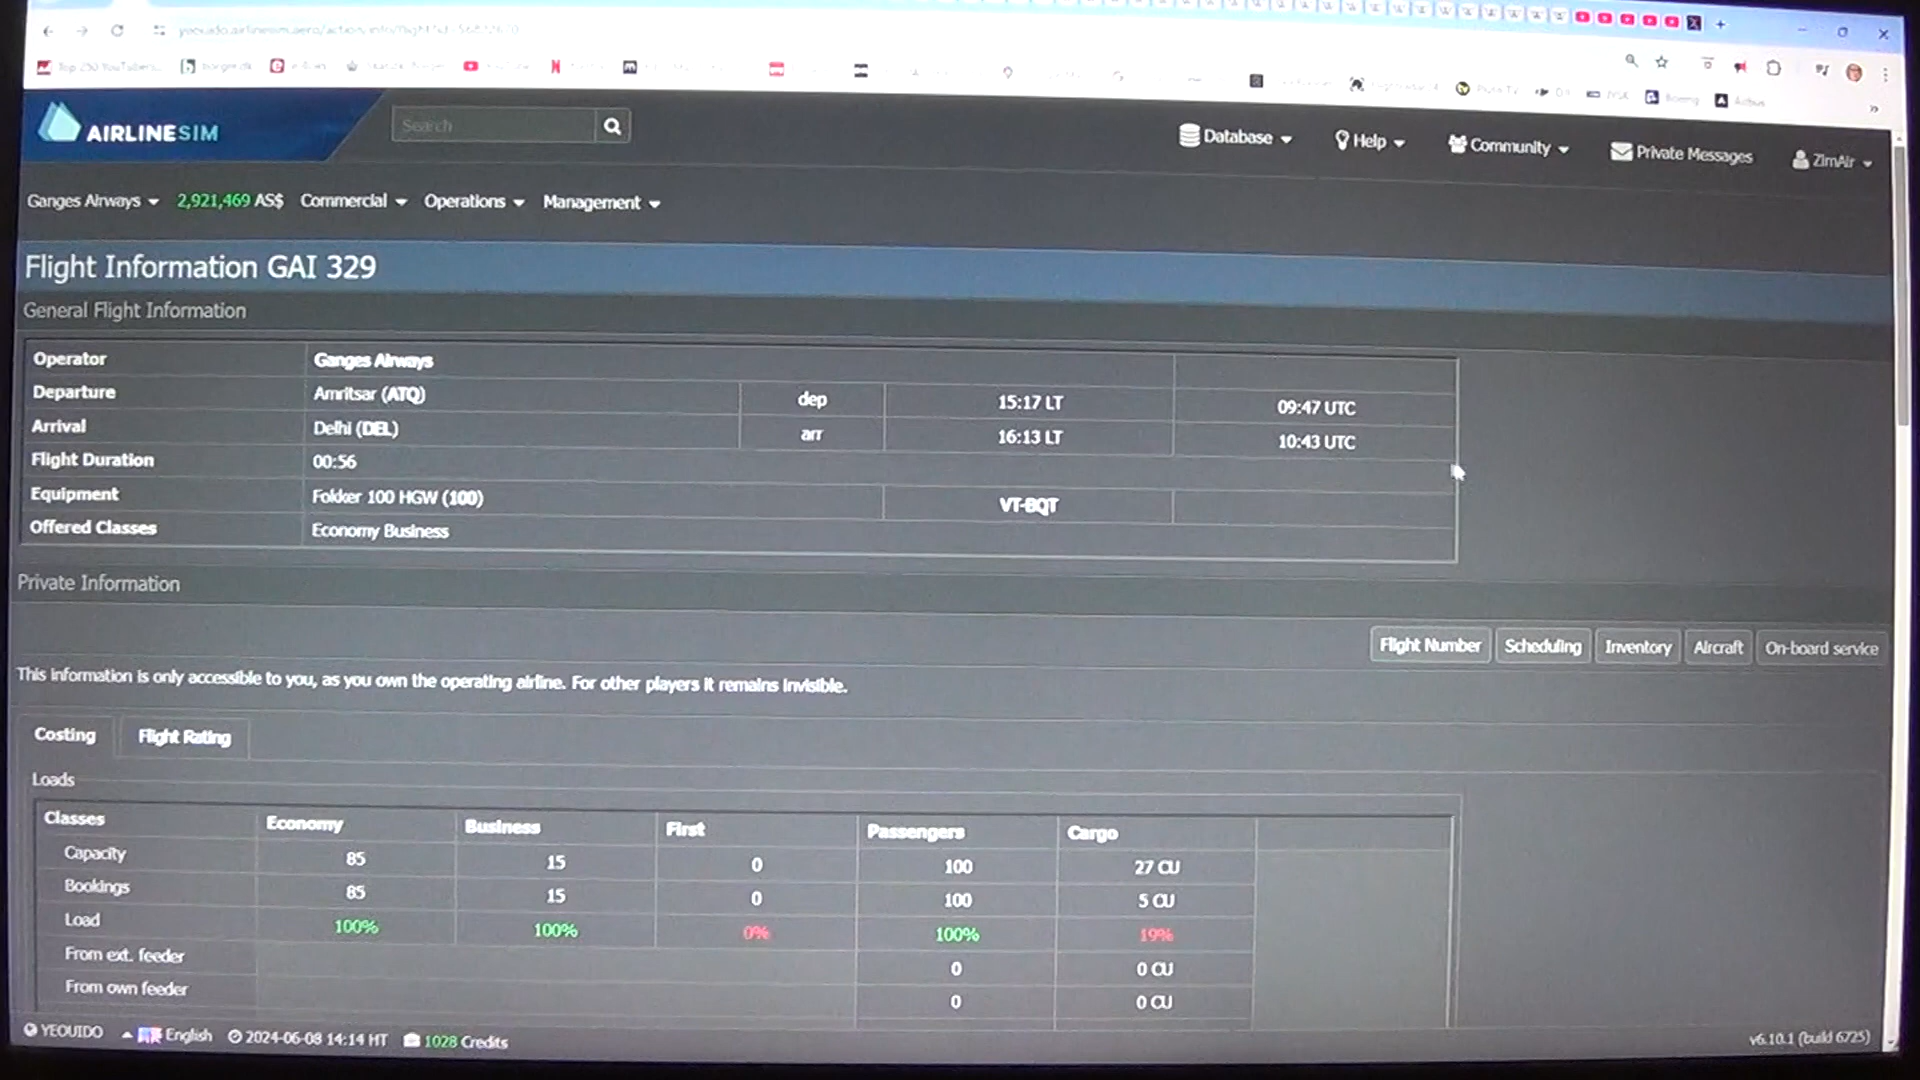 Top 250 YouTubers
borger.dk
AIRLINESIM
Search
Database
Help
Community
Private Messages
ZimAir
Ganges Airways 2,921,469 AS$ Commercial Operations Management
Flight Information GAI 329
General Flight Information
Operator Ganges Airways
Departure Amritsar (ATQ) dep 15:17 LT 09:47 UTC
Arrival Delhi (DEL) arr 16:13 LT 10:43 UTC
Flight Duration 00:56
Equipment Fokker 100 HGW (100) VT-BQT
Offered Classes Economy Business
Private Information
Flight Number Scheduling Inventory Aircraft On-board service
This information is only accessible to you, as you own the operating airline. For other players it remains invisible.
Costing Flight Rating
Loads
Classes Economy Business First Passengers Cargo
Capacity 85 15 0 100 27 CU
Bookings 85 15 0 100 5 CU
Load 100% 100% 0% 100% 19%
From ext. feeder 0 0 CU
From own feeder 0 0 CU
YEOUIDO English 2024-06-08 14:14 HT 1028 Credits
v6.10.1 (build 6725)